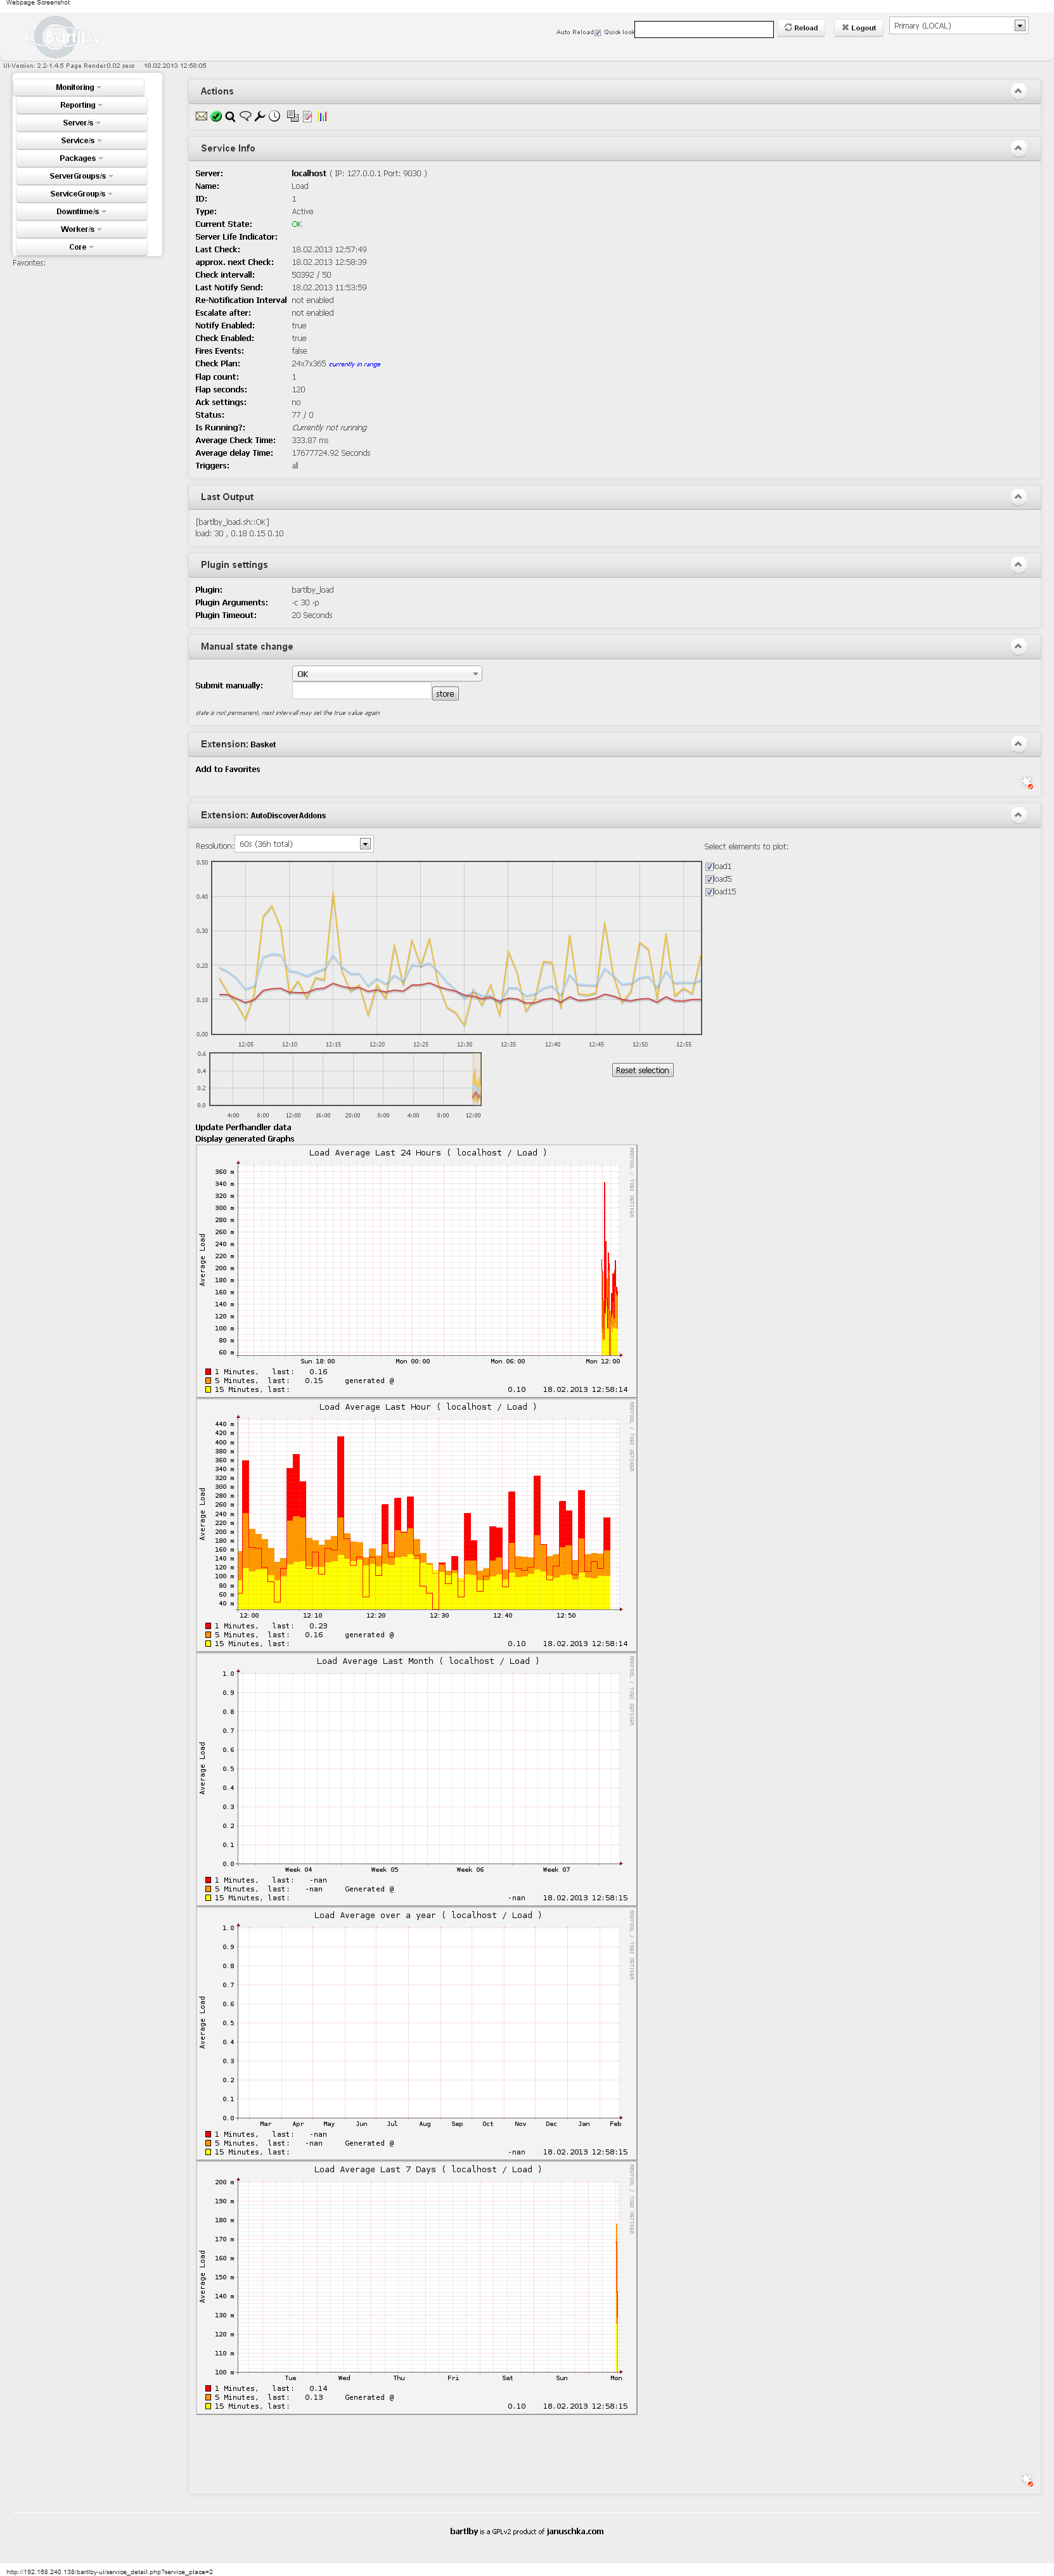 Webpage Screenshot
Bartlby
Auto Reload Quick look Reload Logout Primary (LOCAL)
UI-Version: 2.2-1.4.5 Page Render:0.02 secs 18.02.2013 12:58:05
Monitoring
Reporting
Server/s
Service/s
Packages
ServerGroups/s
ServiceGroup/s
Downtime/s
Worker/s
Core
Favorites:
Actions
Service Info
Server: localhost ( IP: 127.0.0.1 Port: 9030 )
Name: Load
ID: 1
Type: Active
Current State: OK
Server Life Indicator:
Last Check: 18.02.2013 12:57:49
approx. next Check: 18.02.2013 12:58:39
Check intervall: 50392 / 50
Last Notify Send: 18.02.2013 11:53:59
Re-Notification Interval not enabled
Escalate after: not enabled
Notify Enabled: true
Check Enabled: true
Fires Events: false
Check Plan: 24x7x365 currently in range
Flap count: 1
Flap seconds: 120
Ack settings: no
Status: 77 / 0
Is Running?: Currently not running
Average Check Time: 333.87 ms
Average delay Time: 17677724.92 Seconds
Triggers: all
Last Output
[bartlby_load.sh::OK]
load: 30 , 0.18 0.15 0.10
Plugin settings
Plugin: bartlby_load
Plugin Arguments: -c 30 -p
Plugin Timeout: 20 Seconds
Manual state change
OK
Submit manually:
store
state is not permanent, next intervall may set the true value again
Extension: Basket
Add to Favorites
Extension: AutoDiscoverAddons
Resolution: 60s (36h total)
Select elements to plot:
load1
load5
load15
0.50
0.40
0.30
0.20
0.10
0.00
12:05 12:10 12:15 12:20 12:25 12:30 12:35 12:40 12:45 12:50 12:55
0.6
0.4
0.2
0.0
4:00 8:00 12:00 16:00 20:00 0:00 4:00 8:00 12:00
Reset selection
Update Perfhandler data
Display generated Graphs
Load Average Last 24 Hours ( localhost / Load )
RRDTOOL / TOBI OETIKER
Average Load
360 m
340 m
320 m
300 m
280 m
260 m
240 m
220 m
200 m
180 m
160 m
140 m
120 m
100 m
80 m
60 m
Sun 18:00 Mon 00:00 Mon 06:00 Mon 12:00
1 Minutes, last: 0.16
5 Minutes, last: 0.15 generated @
15 Minutes, last: 0.10 18.02.2013 12:58:14
Load Average Last Hour ( localhost / Load )
RRDTOOL / TOBI OETIKER
Average Load
440 m
420 m
400 m
380 m
360 m
340 m
320 m
300 m
280 m
260 m
240 m
220 m
200 m
180 m
160 m
140 m
120 m
100 m
80 m
60 m
40 m
12:00 12:10 12:20 12:30 12:40 12:50
1 Minutes, last: 0.23
5 Minutes, last: 0.16 generated @
15 Minutes, last: 0.10 18.02.2013 12:58:14
Load Average Last Month ( localhost / Load )
RRDTOOL / TOBI OETIKER
Average Load
1.0
0.9
0.8
0.7
0.6
0.5
0.4
0.3
0.2
0.1
0.0
Week 04 Week 05 Week 06 Week 07
1 Minutes, last: -nan
5 Minutes, last: -nan Generated @
15 Minutes, last: -nan 18.02.2013 12:58:15
Load Average over a year ( localhost / Load )
RRDTOOL / TOBI OETIKER
Average Load
1.0
0.9
0.8
0.7
0.6
0.5
0.4
0.3
0.2
0.1
0.0
Mar Apr May Jun Jul Aug Sep Oct Nov Dec Jan Feb
1 Minutes, last: -nan
5 Minutes, last: -nan Generated @
15 Minutes, last: -nan 18.02.2013 12:58:15
Load Average Last 7 Days ( localhost / Load )
RRDTOOL / TOBI OETIKER
Average Load
200 m
190 m
180 m
170 m
160 m
150 m
140 m
130 m
120 m
110 m
100 m
Tue Wed Thu Fri Sat Sun Mon
1 Minutes, last: 0.14
5 Minutes, last: 0.13 Generated @
15 Minutes, last: 0.10 18.02.2013 12:58:15
bartlby is a GPLv2 product of januschka.com
http://192.168.240.138/bartlby-ui/service_detail.php?service_place=2